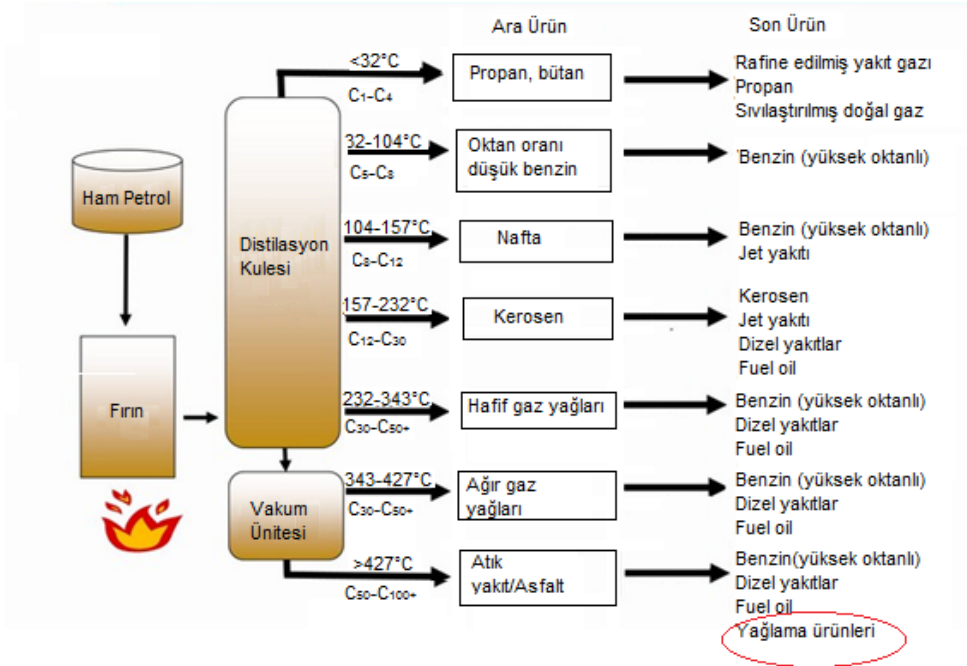 Ara Ürün
Son Ürün
Ham Petrol
Fırın
Distilasyon
Kulesi
Vakum
Ünitesi
<32°C
C₁-C₄
Propan, bütan
Rafine edilmiş yakıt gazı
Propan
Sıvılaştırılmış doğal gaz
32-104°C
C₅-C₈
Oktan oranı
düşük benzin
Benzin (yüksek oktanlı)
104-157°C
C₈-C₁₂
Nafta
Benzin (yüksek oktanlı)
Jet yakıtı
157-232°C
C₁₂-C₃₀
Kerosen
Kerosen
Jet yakıtı
Dizel yakıtlar
Fuel oil
232-343°C
C₃₀-C₅₀₊
Hafif gaz yağları
Benzin (yüksek oktanlı)
Dizel yakıtlar
Fuel oil
343-427°C
C₃₀-C₅₀₊
Ağır gaz
yağları
Benzin (yüksek oktanlı)
Dizel yakıtlar
Fuel oil
>427°C
C₅₀-C₁₀₀₊
Atık
yakıt/Asfalt
Benzin(yüksek oktanlı)
Dizel yakıtlar
Fuel oil
Yağlama ürünleri